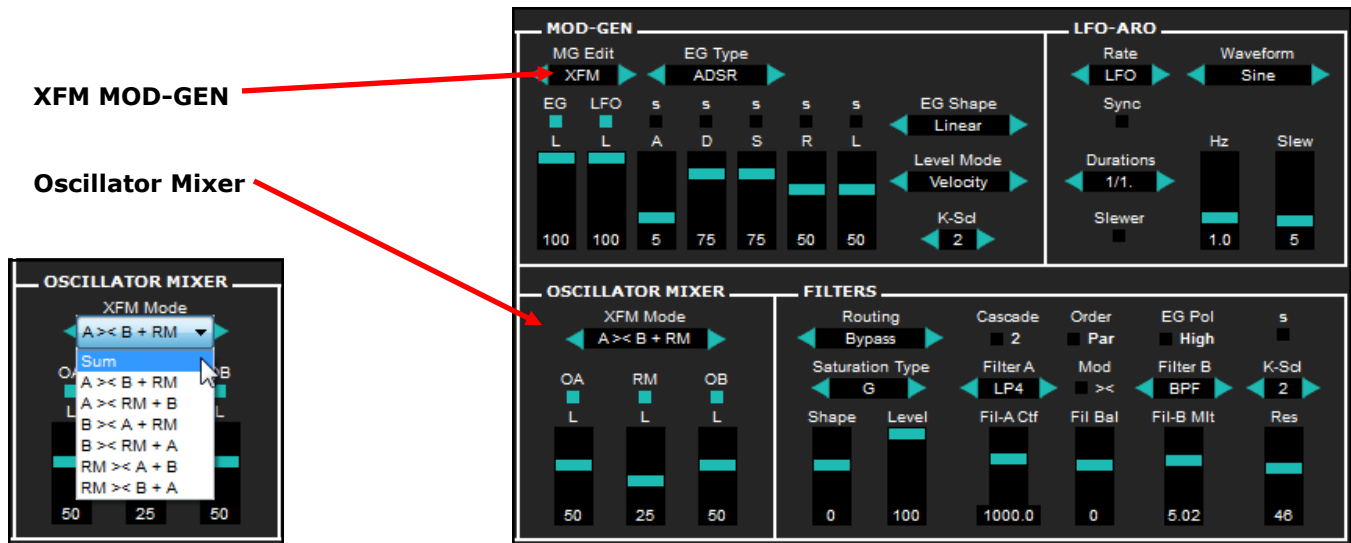 XFM MOD-GEN
Oscillator Mixer
OSCILLATOR MIXER
XFM Mode
A >< B + RM
Sum
A >< B + RM
A >< RM + B
B >< A + RM
B >< RM + A
RM >< A + B
RM >< B + A
O B
L L
50 25 50
MOD-GEN
MG Edit EG Type
XFM ADSR
EG LFO s s s s s EG Shape
Linear
L L A D S R L
Level Mode
Velocity
K-Scl
2
100 100 5 75 75 50 50
LFO-ARO
Rate Waveform
LFO Sine
Sync
Hz Slew
Durations
1/1.
Slewer
1.0 5
OSCILLATOR MIXER
XFM Mode
A >< B + RM
OA RM OB
L L L
50 25 50
FILTERS
Routing Cascade Order EG Pol s
Bypass 2 Par High
Saturation Type Filter A Mod Filter B K-Scl
G LP4 >< BPF 2
Shape Level Fil-A Ctf Fil Bal Fil-B Mlt Res
0 100 1000.0 0 5.02 46